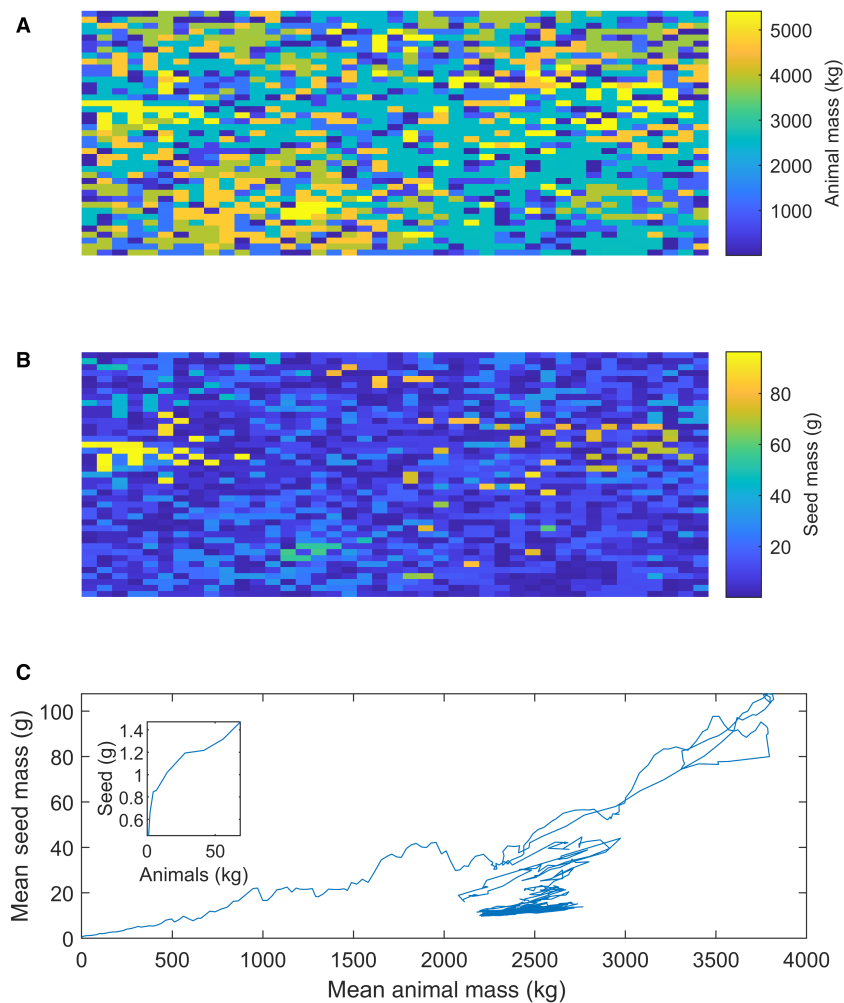 A
5000
4000
3000
2000
1000
Animal mass (kg)
B
80
60
40
20
Seed mass (g)
C
100
80
60
40
20
0
Mean seed mass (g)
1.4
1.2
1
0.8
0.6
Seed (g)
0 50
Animals (kg)
0 500 1000 1500 2000 2500 3000 3500 4000
Mean animal mass (kg)